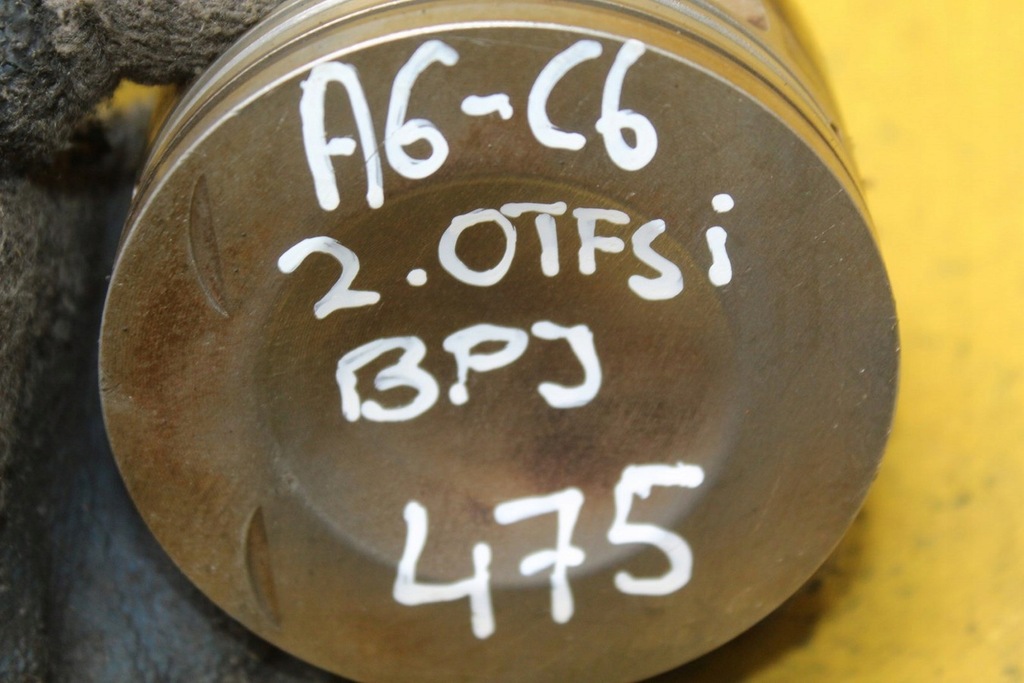 A6-C6
2.0TFSi
BPJ
475